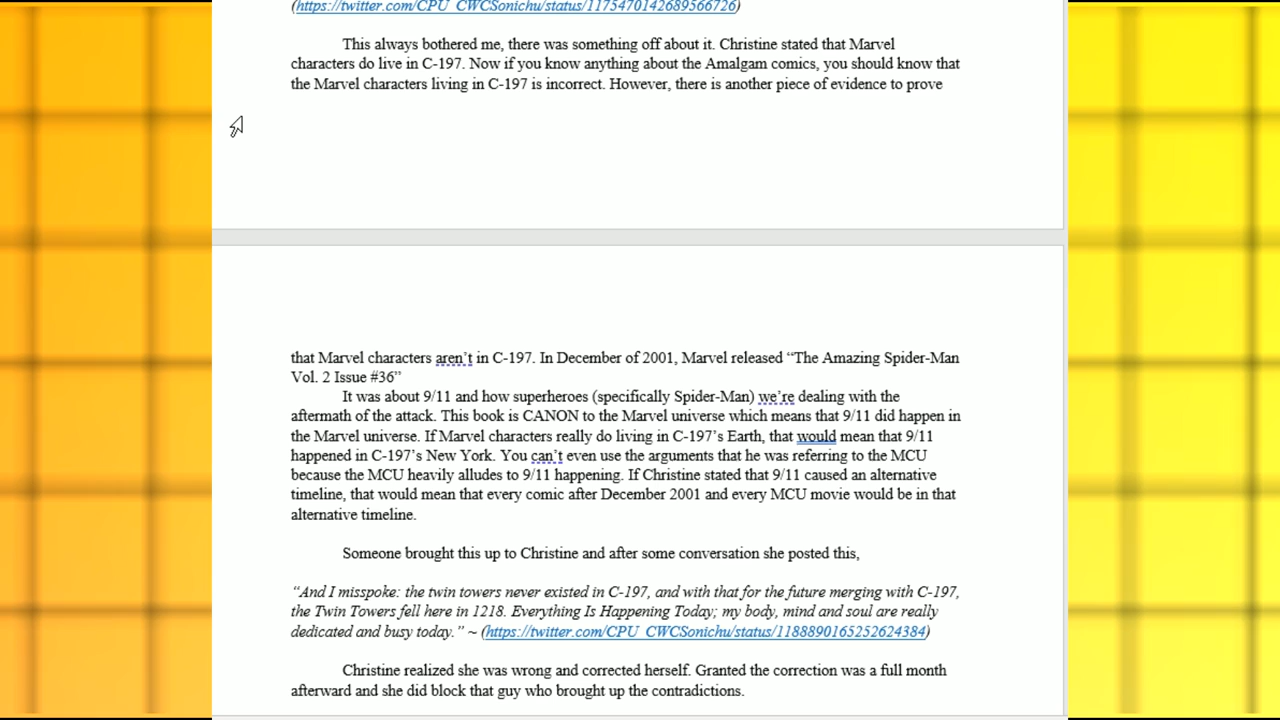 (https://twitter.com/CPU_CWCSonichu/status/1175470142689566726)
This always bothered me, there was something off about it. Christine stated that Marvel
characters do live in C-197. Now if you know anything about the Amalgam comics, you should know that
the Marvel characters living in C-197 is incorrect. However, there is another piece of evidence to prove
that Marvel characters aren't in C-197. In December of 2001, Marvel released “The Amazing Spider-Man
Vol. 2 Issue #36”
It was about 9/11 and how superheroes (specifically Spider-Man) we're dealing with the
aftermath of the attack. This book is CANON to the Marvel universe which means that 9/11 did happen in
the Marvel universe. If Marvel characters really do living in C-197's Earth, that would mean that 9/11
happened in C-197's New York. You can't even use the arguments that he was referring to the MCU
because the MCU heavily alludes to 9/11 happening. If Christine stated that 9/11 caused an alternative
timeline, that would mean that every comic after December 2001 and every MCU movie would be in that
alternative timeline.
Someone brought this up to Christine and after some conversation she posted this,
“And I misspoke: the twin towers never existed in C-197, and with that for the future merging with C-197,
the Twin Towers fell here in 1218. Everything Is Happening Today; my body, mind and soul are really
dedicated and busy today.” ~ (https://twitter.com/CPU_CWCSonichu/status/1188890165252624384)
Christine realized she was wrong and corrected herself. Granted the correction was a full month
afterward and she did block that guy who brought up the contradictions.